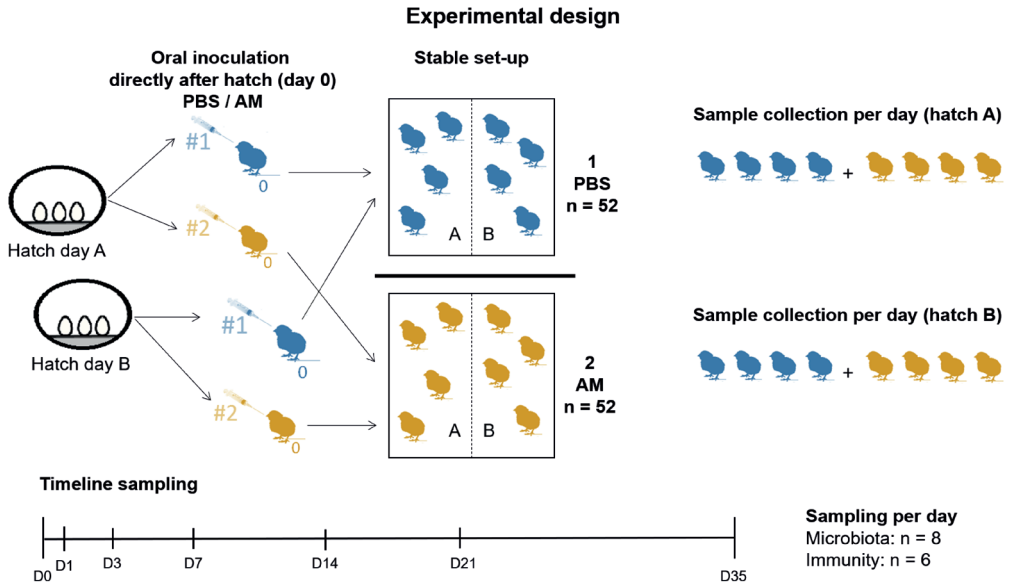 Experimental design
Oral inoculation
directly after hatch (day 0)
PBS / AM
Stable set-up
Sample collection per day (hatch A)
#1
0
+
1
PBS
n = 52
A
B
#2
0
Hatch day A
#1
0
Sample collection per day (hatch B)
+
Hatch day B
2
AM
n = 52
#2
0
A
B
Timeline sampling
D0
D1
D3
D7
D14
D21
D35
Sampling per day
Microbiota: n = 8
Immunity: n = 6